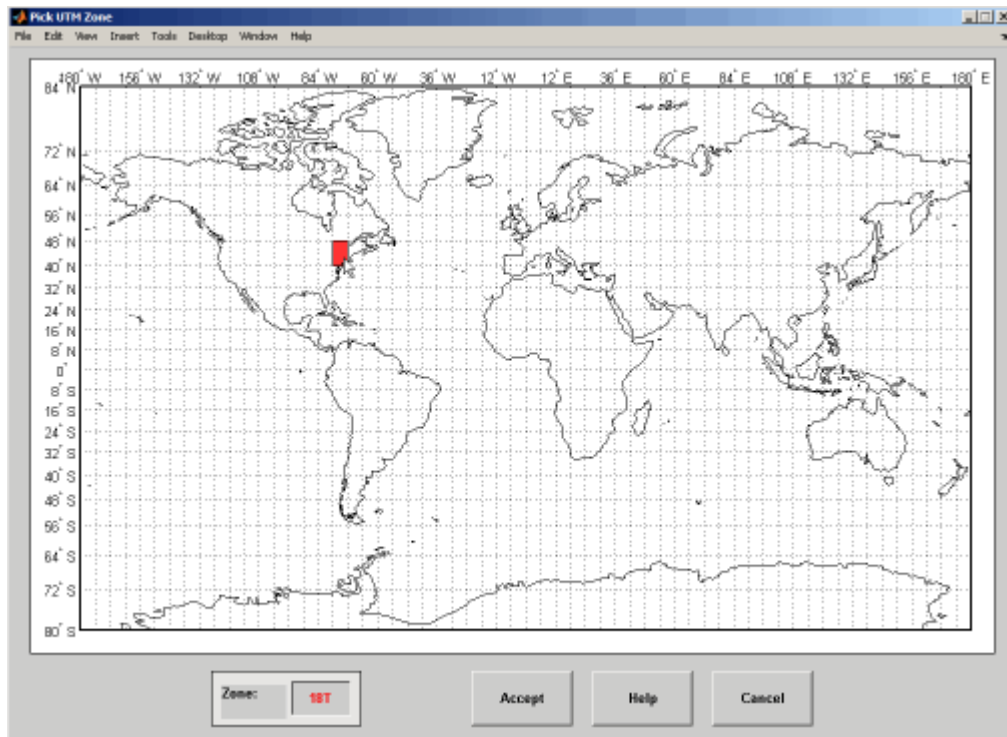 Pick UTM Zone
File Edit View Insert Tools Desktop Window Help
180° W 156° W 132° W 108° W 84° W 60° W 36° W 12° W 12° E 36° E 60° E 84° E 108° E 132° E 156° E 180° E
84° N
72° N
64° N
56° N
48° N
40° N
32° N
24° N
16° N
8° N
0°
8° S
16° S
24° S
32° S
40° S
48° S
56° S
64° S
72° S
80° S
Zone: 18T Accept Help Cancel